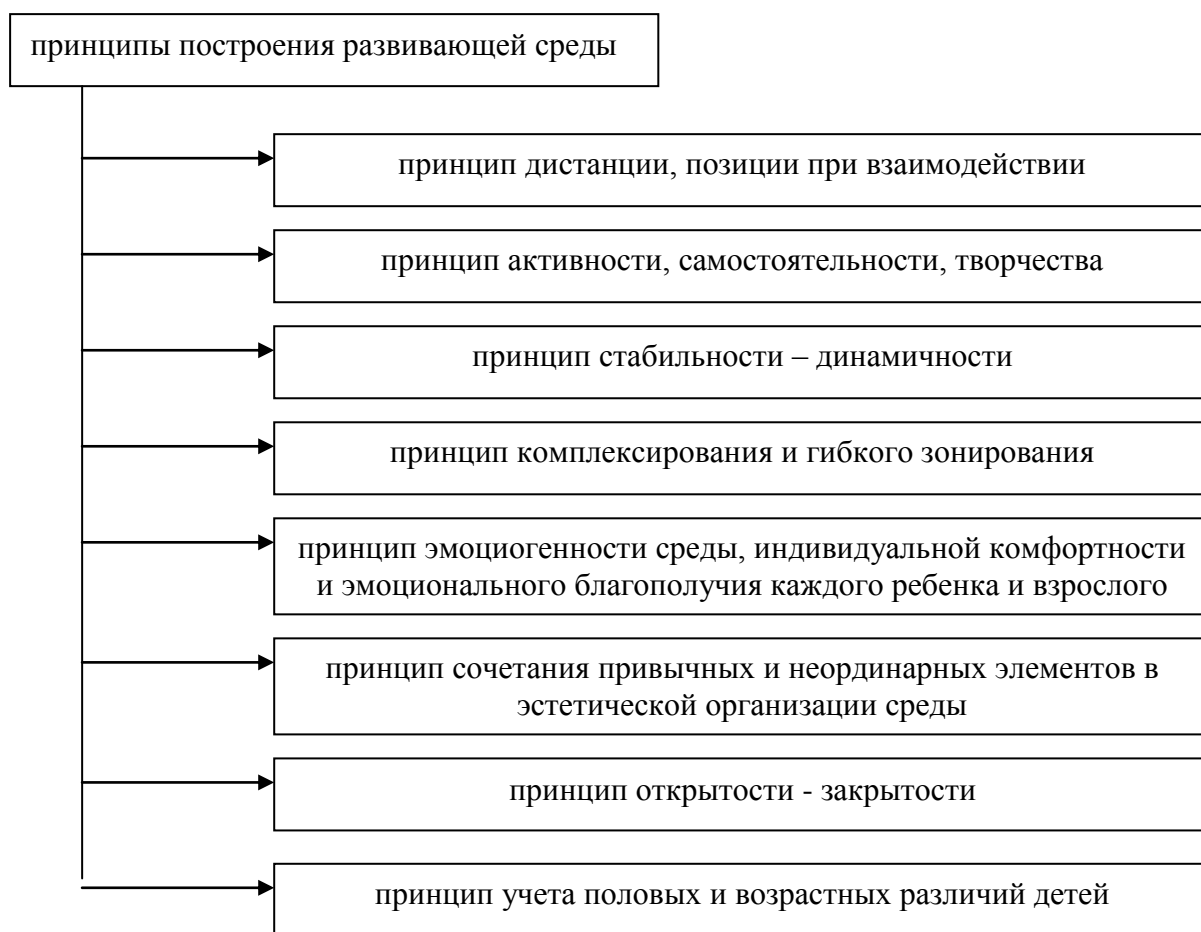 принципы построения развивающей среды
принцип дистанции, позиции при взаимодействии
принцип активности, самостоятельности, творчества
принцип стабильности – динамичности
принцип комплексирования и гибкого зонирования
принцип эмоциогенности среды, индивидуальной комфортности
и эмоционального благополучия каждого ребенка и взрослого
принцип сочетания привычных и неординарных элементов в
эстетической организации среды
принцип открытости - закрытости
принцип учета половых и возрастных различий детей